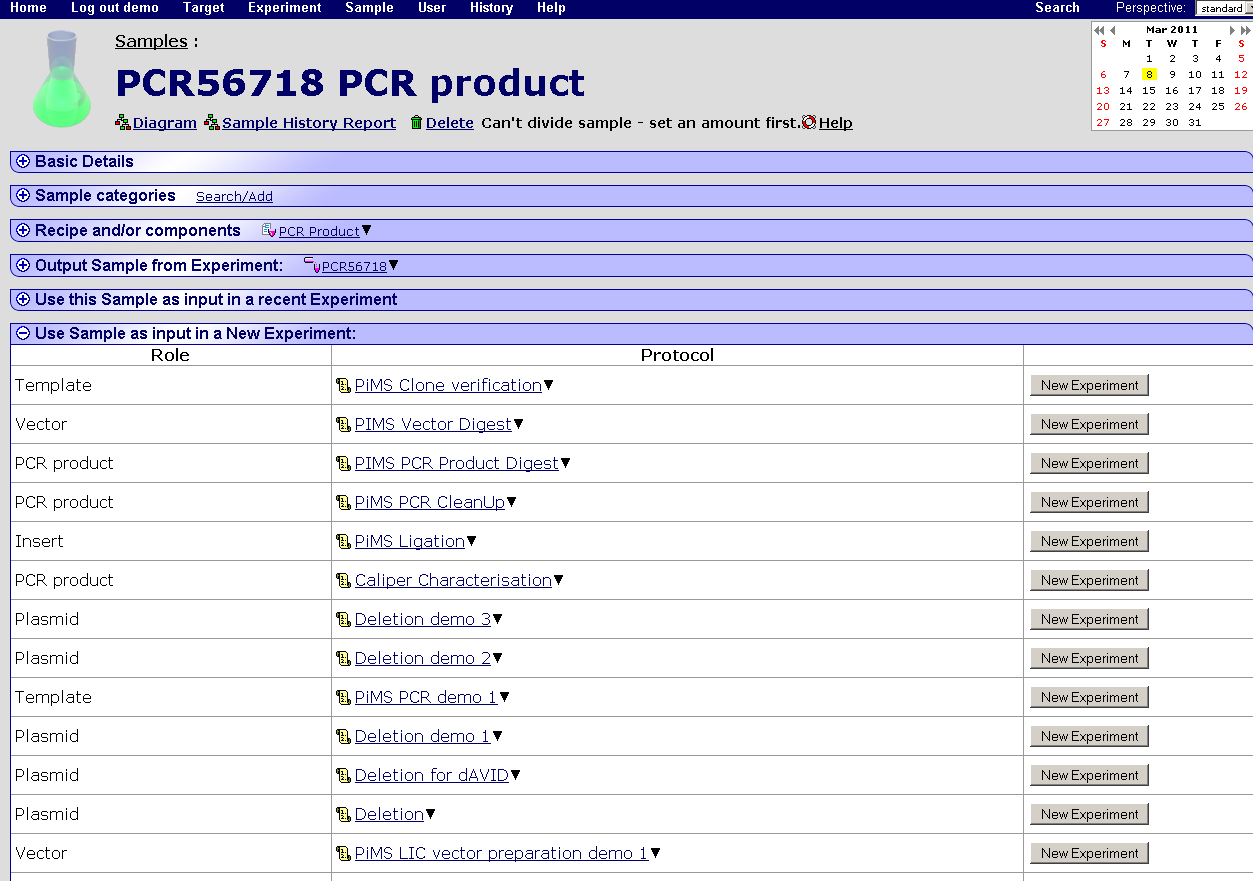 Home Log out demo Target Experiment Sample User History Help Search Perspective: standard
Samples :
PCR56718 PCR product
Diagram Sample History Report Delete Can't divide sample - set an amount first. Help
Mar 2011
S M T W T F S
1 2 3 4 5
6 7 8 9 10 11 12
13 14 15 16 17 18 19
20 21 22 23 24 25 26
27 28 29 30 31
Basic Details
Sample categories Search/Add
Recipe and/or components PCR Product
Output Sample from Experiment: PCR56718
Use this Sample as input in a recent Experiment
Use Sample as input in a New Experiment:
Role Protocol
Template PiMS Clone verification New Experiment
Vector PIMS Vector Digest New Experiment
PCR product PIMS PCR Product Digest New Experiment
PCR product PiMS PCR CleanUp New Experiment
Insert PiMS Ligation New Experiment
PCR product Caliper Characterisation New Experiment
Plasmid Deletion demo 3 New Experiment
Plasmid Deletion demo 2 New Experiment
Template PiMS PCR demo 1 New Experiment
Plasmid Deletion demo 1 New Experiment
Plasmid Deletion for dAVID New Experiment
Plasmid Deletion New Experiment
Vector PiMS LIC vector preparation demo 1 New Experiment